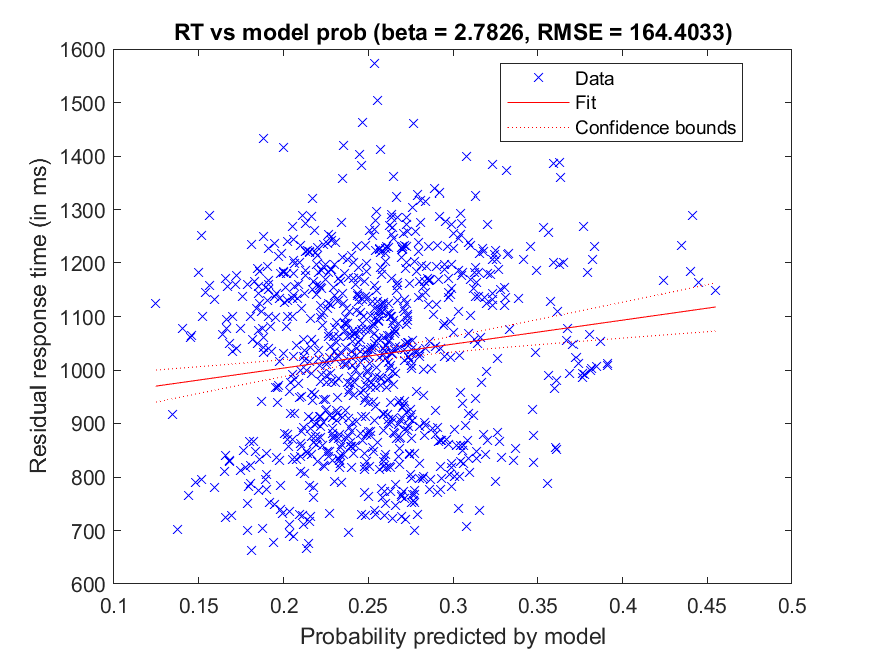 RT vs model prob (beta = 2.7826, RMSE = 164.4033)
1600
1500
1400
1300
1200
1100
1000
900
800
700
600
Residual response time (in ms)
Data
Fit
Confidence bounds
0.1 0.15 0.2 0.25 0.3 0.35 0.4 0.45 0.5
Probability predicted by model